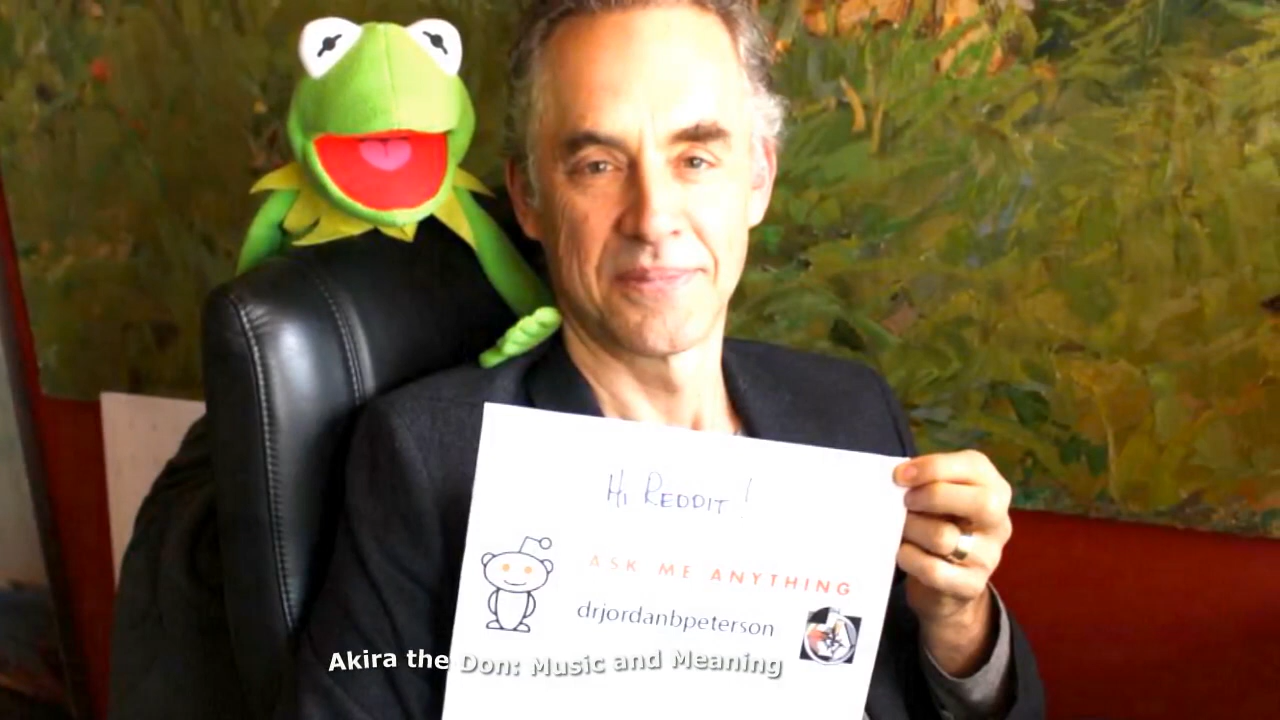 Hi REDDIT!
ASK ME ANYTHING
drjordanbpeterson
Akira the Don: Music and Meaning